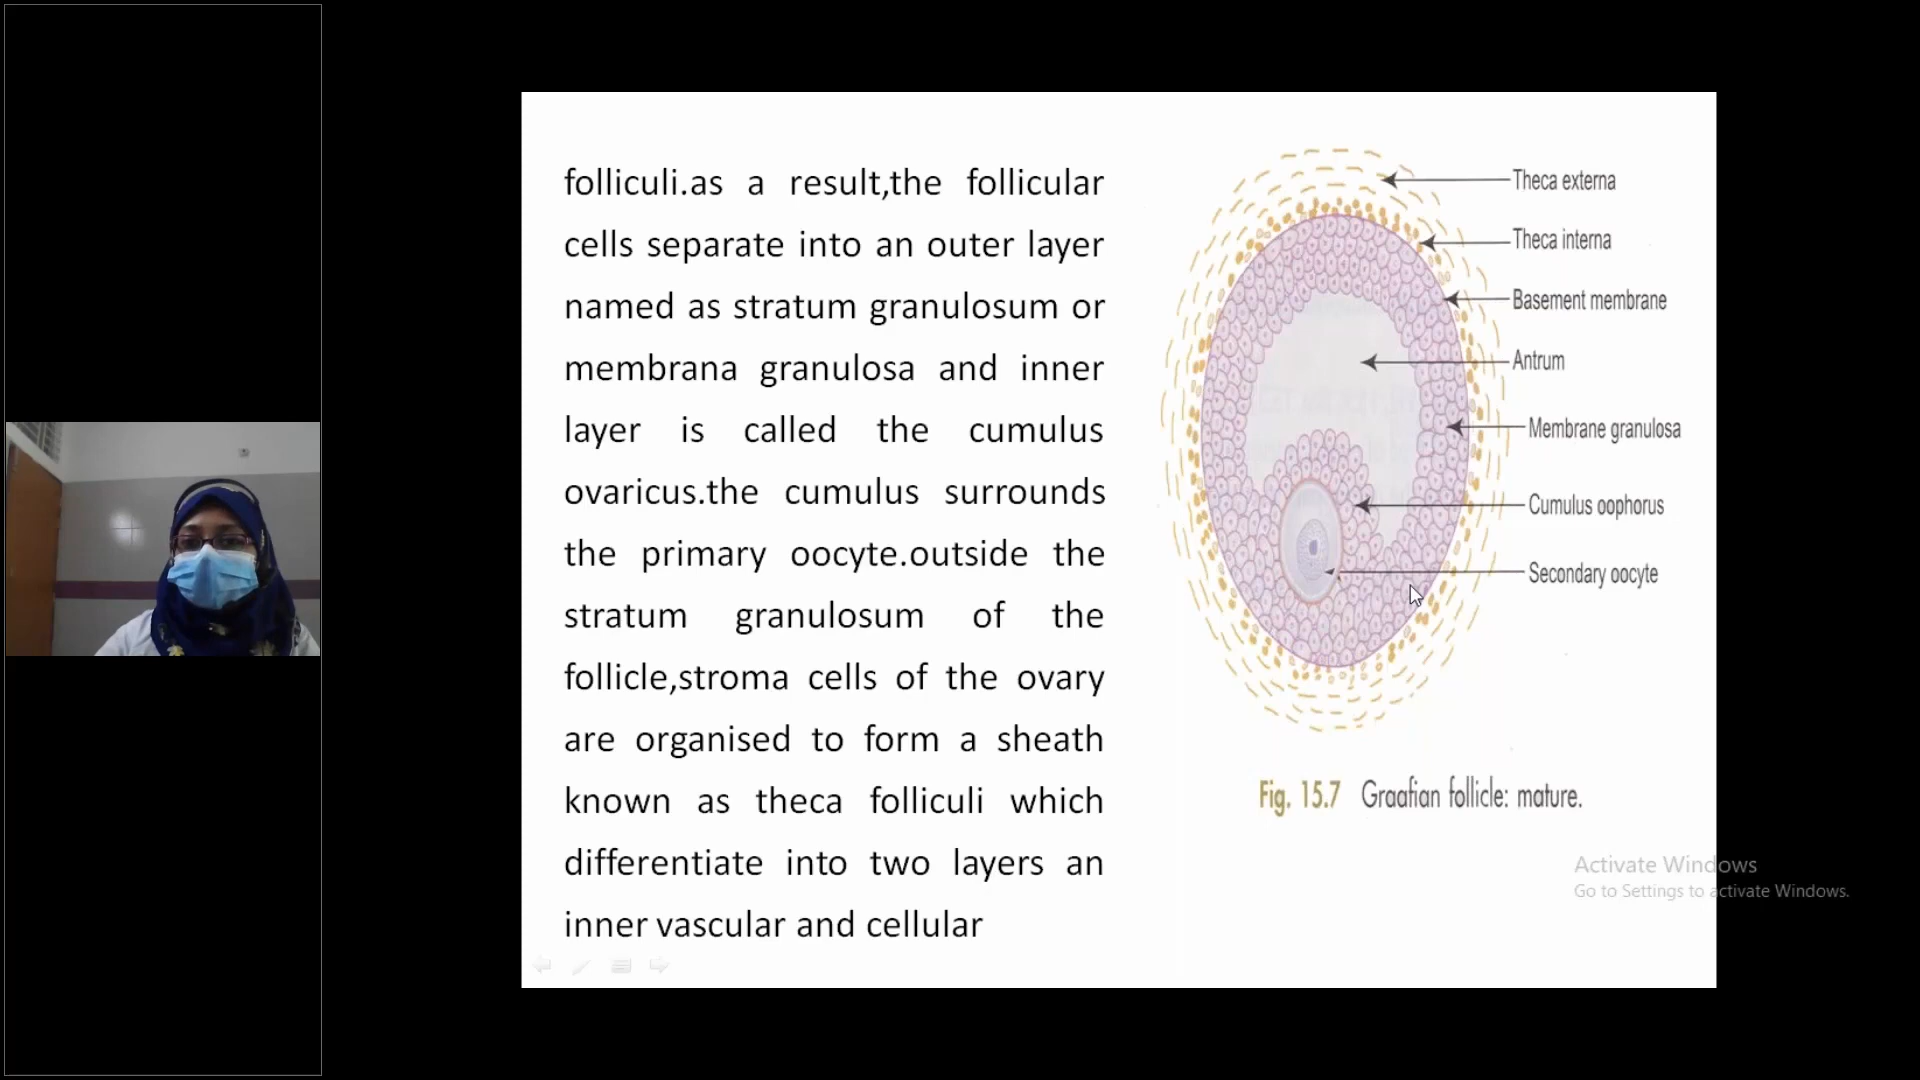 folliculi.as a result,the follicular
cells separate into an outer layer
named as stratum granulosum or
membrana granulosa and inner
layer is called the cumulus
ovaricus.the cumulus surrounds
the primary oocyte.outside the
stratum granulosum of the
follicle,stroma cells of the ovary
are organised to form a sheath
known as theca folliculi which
differentiate into two layers an
inner vascular and cellular
Theca externa
Theca interna
Basement membrane
Antrum
Membrane granulosa
Cumulus oophorus
Secondary oocyte
Fig. 15.7 Graafian follicle: mature.
Activate Windows
Go to Settings to activate Windows.